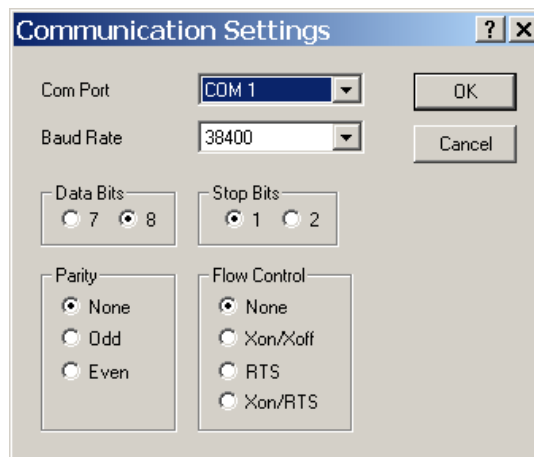 Communication Settings ? ×
Com Port COM 1 OK
Baud Rate 38400 Cancel
Data Bits Stop Bits
7 8 1 2
Parity Flow Control
None None
Odd Xon/Xoff
Even RTS
Xon/RTS